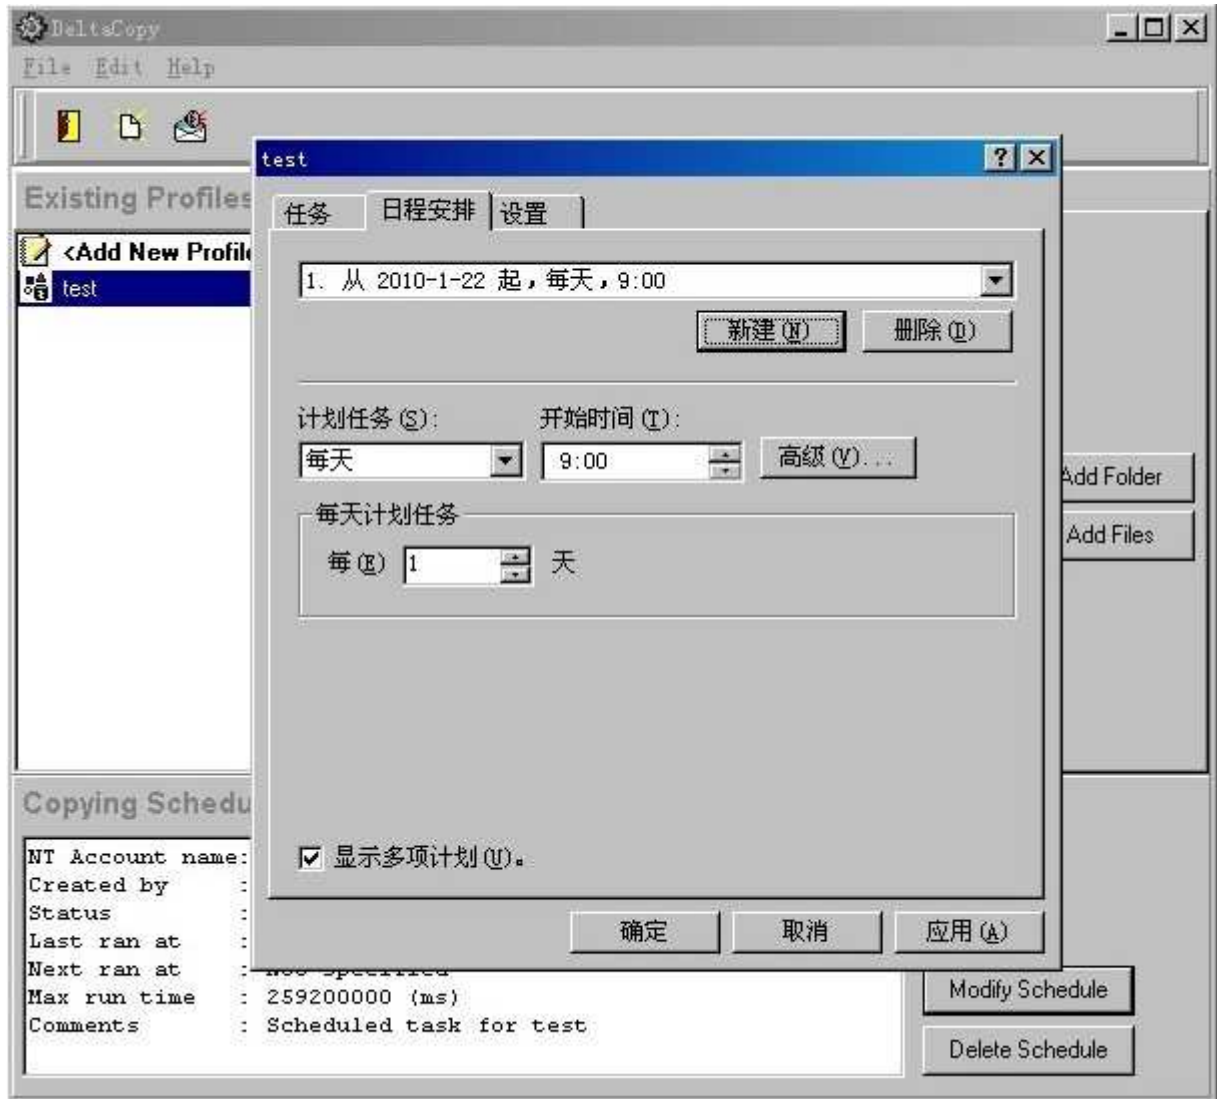 DeltaCopy
File Edit Help
test
Existing Profiles
任务 日程安排 设置
<Add New Profile
test
1. 从 2010-1-22 起，每天，9:00
新建(N) 删除(D)
计划任务(S): 开始时间(T):
每天 9:00 高级(V)...
Add Folder
每天计划任务
Add Files
每(E) 1 天
Copying Schedu
显示多项计划(U)。
NT Account name:
Created by :
Status :
确定 取消 应用(A)
Last ran at :
Next ran at : Not Specified
Max run time : 259200000 (ms)
Modify Schedule
Comments : Scheduled task for test
Delete Schedule